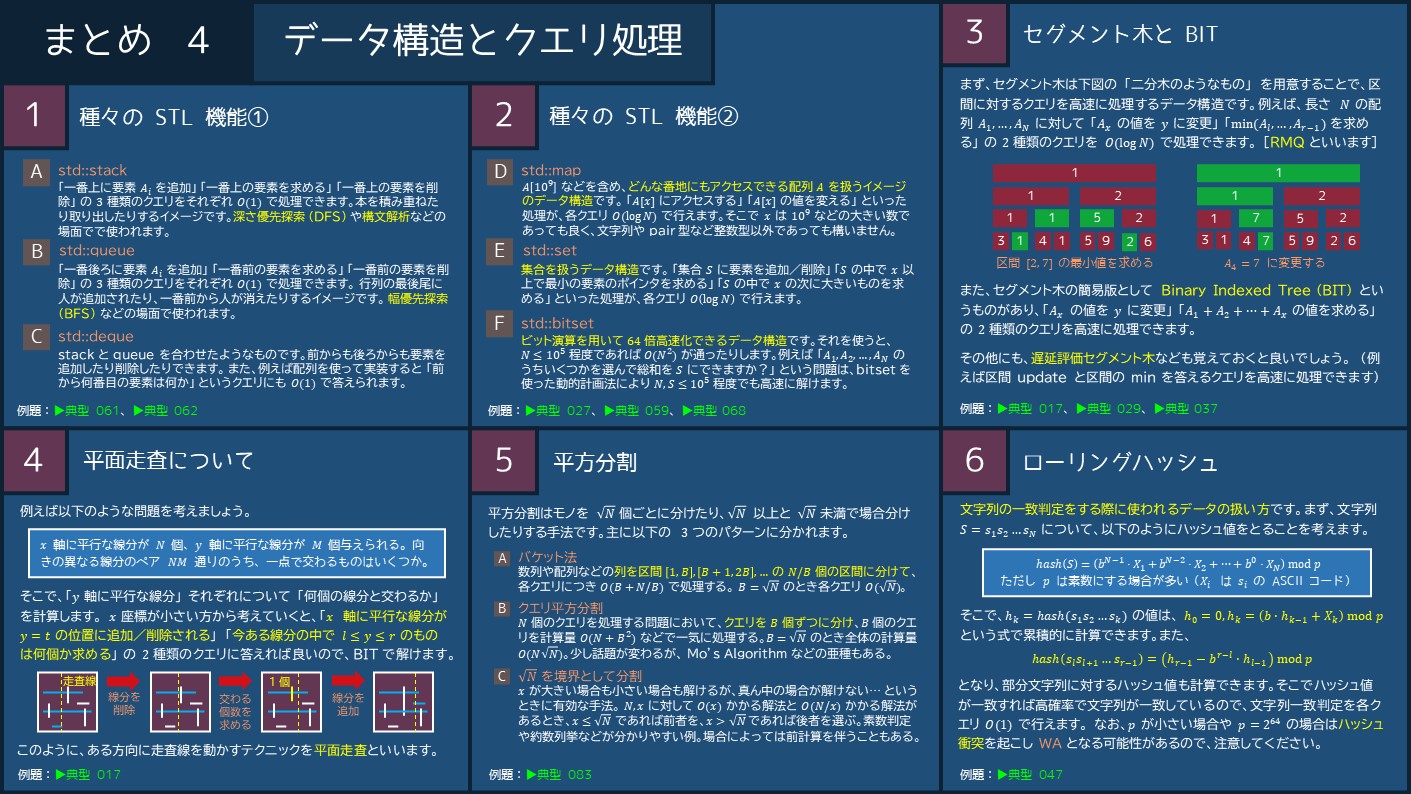 まとめ 4 データ構造とクエリ処理
1 種々の STL 機能①
A std::stack
「一番上に要素 Aᵢ を追加」「一番上の要素を求める」「一番上の要素を削
除」の 3 種類のクエリをそれぞれ O(1) で処理できます。本を積み重ねた
り取り出したりするイメージです。深さ優先探索 (DFS) や構文解析などの
場面でで使われます。
B std::queue
「一番後ろに要素 Aᵢ を追加」「一番前の要素を求める」「一番前の要素を削
除」の 3 種類のクエリをそれぞれ O(1) で処理できます。行列の最後尾に
人が追加されたり、一番前から人が消えたりするイメージです。幅優先探索
(BFS) などの場面で使われます。
C std::deque
stack と queue を合わせたようなものです。前からも後ろからも要素を
追加したり削除したりできます。また、例えば配列を使って実装すると「前
から何番目の要素は何か」というクエリにも O(1) で答えられます。
例題：▶典型 061、▶典型 062
2 種々の STL 機能②
D std::map
A[10⁹] などを含め、どんな番地にもアクセスできる配列 A を扱うイメージ
のデータ構造です。「A[x] にアクセスする」「A[x] の値を変える」といった
処理が、各クエリ O(log N) で行えます。そこで x は 10⁹ などの大きい数で
あっても良く、文字列や pair 型など整数型以外であっても構いません。
E std::set
集合を扱うデータ構造です。「集合 S に要素を追加／削除」「S の中で x 以
上で最小の要素のポインタを求める」「S の中で x の次に大きいものを求
める」といった処理が、各クエリ O(log N) で行えます。
F std::bitset
ビット演算を用いて 64 倍高速化できるデータ構造です。それを使うと、
N ≤ 10⁵ 程度であれば O(N²) が通ったりします。例えば「A₁, A₂, …, A_N の
うちいくつかを選んで総和を S にできますか？」という問題は、bitset を
使った動的計画法により N, S ≤ 10⁵ 程度でも高速に解けます。
例題：▶典型 027、▶典型 059、▶典型 068
3 セグメント木と BIT
まず、セグメント木は下図の「二分木のようなもの」を用意することで、区
間に対するクエリを高速に処理するデータ構造です。例えば、長さ N の配
列 A₁, …, A_N に対して「Aₓ の値を y に変更」「min(A_l, …, A_{r−1}) を求め
る」の 2 種類のクエリを O(log N) で処理できます。［RMQ といいます］
1
1 2
1 1 5 2
3 1 4 1 5 9 2 6
区間 [2, 7] の最小値を求める
1
1 2
1 7 5 2
3 1 4 7 5 9 2 6
A₄ = 7 に変更する
また、セグメント木の簡易版として Binary Indexed Tree (BIT) とい
うものがあり、「Aₓ の値を y に変更」「A₁ + A₂ + ⋯ + Aₓ の値を求める」
の 2 種類のクエリを高速に処理できます。
その他にも、遅延評価セグメント木なども覚えておくと良いでしょう。（例
えば区間 update と区間の min を答えるクエリを高速に処理できます）
例題：▶典型 017、▶典型 029、▶典型 037
4 平面走査について
例えば以下のような問題を考えましょう。
x 軸に平行な線分が N 個、y 軸に平行な線分が M 個与えられる。向
きの異なる線分のペア NM 通りのうち、一点で交わるものはいくつか。
そこで、「y 軸に平行な線分」それぞれについて「何個の線分と交わるか」
を計算します。 x 座標が小さい方から考えていくと、「x 軸に平行な線分が
y = t の位置に追加／削除される」「今ある線分の中で l ≤ y ≤ r のもの
は何個か求める」の 2 種類のクエリに答えれば良いので、BIT で解けます。
走査線
線分を
削除
交わる
個数を
求める
1 個
線分を
追加
このように、ある方向に走査線を動かすテクニックを平面走査といいます。
例題：▶典型 017
5 平方分割
平方分割はモノを √N 個ごとに分けたり、√N 以上と √N 未満で場合分け
したりする手法です。主に以下の 3 つのパターンに分かれます。
A バケット法
数列や配列などの列を区間 [1, B], [B + 1, 2B], … の N/B 個の区間に分けて、
各クエリにつき O(B + N/B) で処理する。B = √N のとき各クエリ O(√N)。
B クエリ平方分割
N 個のクエリを処理する問題において、クエリを B 個ずつに分け、B 個のクエ
リを計算量 O(N + B²) などで一気に処理する。B = √N のとき全体の計算量
O(N√N)。少し話題が変わるが、Mo's Algorithm などの亜種もある。
C √N を境界として分割
x が大きい場合も小さい場合も解けるが、真ん中の場合が解けない… という
ときに有効な手法。N, x に対して O(x) かかる解法と O(N/x) かかる解法が
あるとき、x ≤ √N であれば前者を、x > √N であれば後者を選ぶ。素数判定
や約数列挙などが分かりやすい例。場合によっては前計算を伴うこともある。
例題：▶典型 083
6 ローリングハッシュ
文字列の一致判定をする際に使われるデータの扱い方です。まず、文字列
S = s₁s₂ … s_N について、以下のようにハッシュ値をとることを考えます。
hash(S) = (b^{N−1} · X₁ + b^{N−2} · X₂ + ⋯ + b⁰ · X_N) mod p
ただし p は素数にする場合が多い（Xᵢ は sᵢ の ASCII コード）
そこで、hₖ = hash(s₁s₂ … sₖ) の値は、h₀ = 0, hₖ = (b · hₖ₋₁ + Xₖ) mod p
という式で累積的に計算できます。また、
hash(s_l s_{l+1} … s_{r−1}) = (h_{r−1} − b^{r−l} · h_{l−1}) mod p
となり、部分文字列に対するハッシュ値も計算できます。そこでハッシュ値
が一致すれば高確率で文字列が一致しているので、文字列一致判定を各ク
エリ O(1) で行えます。 なお、p が小さい場合や p = 2⁶⁴ の場合はハッシュ
衝突を起こし WA となる可能性があるので、注意してください。
例題：▶典型 047